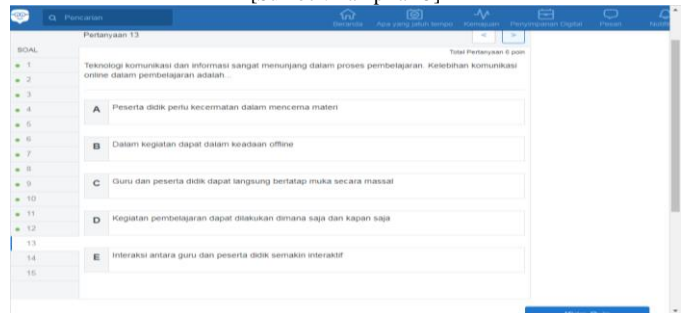 Pencarian
Beranda
Apa yang jatuh tempo
Kemajuan
Penyimpanan Digital
Pesan
Pertanyaan 13
< >
SOAL
Total Pertanyaan 6 poin
Teknologi komunikasi dan informasi sangat menunjang dalam proses pembelajaran. Kelebihan komunikasi
online dalam pembelajaran adalah...
1
2
3
4
5
6
7
8
9
10
11
12
13
14
15
A Peserta didik perlu kecermatan dalam mencerna materi
B Dalam kegiatan dapat dalam keadaan offline
C Guru dan peserta didik dapat langsung bertatap muka secara massal
D Kegiatan pembelajaran dapat dilakukan dimana saja dan kapan saja
E Interaksi antara guru dan peserta didik semakin interaktif